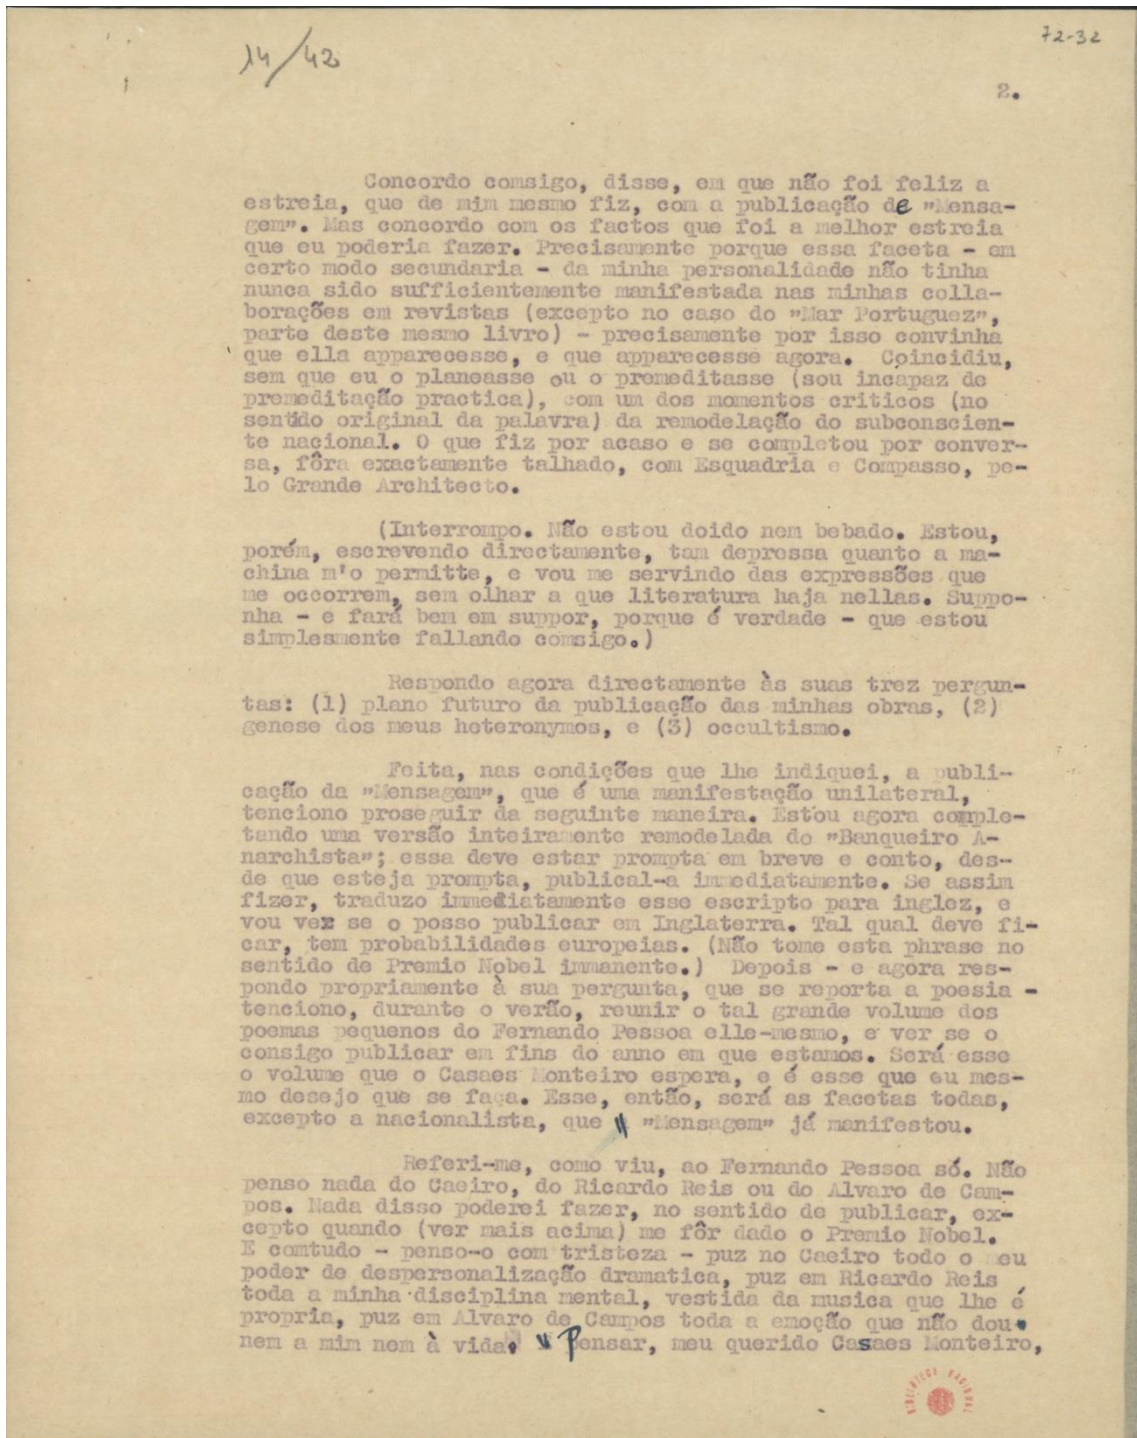 14/42
72-32
2.
Concordo comsigo, disse, em que não foi feliz a
estreia, que de mim mesmo fiz, com a publicação de "Mensa-
gem". Mas concordo com os factos que foi a melhor estreia
que eu poderia fazer. Precisamente porque essa faceta - em
certo modo secundaria - da minha personalidade não tinha
nunca sido sufficientemente manifestada nas minhas colla-
borações em revistas (excepto no caso do "Mar Portuguez",
parte deste mesmo livro) - precisamente por isso convinha
que ella apparecesse, e que apparecesse agora. Coincidiu,
sem que eu o planeasse ou o premeditasse (sou incapaz de
premeditação practica), com um dos momentos criticos (no
sentido original da palavra) da remodelação do subconscien-
te nacional. O que fiz por acaso e se completou por conver-
sa, fôra exactamente talhado, com Esquadria e Compasso, pe-
lo Grande Architecto.
(Interrompo. Não estou doido nem bebado. Estou,
porém, escrevendo directamente, tam depressa quanto a ma-
china m'o permitte, e vou me servindo das expressões que
me occorrem, sem olhar a que literatura haja nellas. Suppo-
nha - e fará bem em suppor, porque é verdade - que estou
simplesmente fallando comsigo.)
Respondo agora directamente às suas trez pergun-
tas: (1) plano futuro da publicação das minhas obras, (2)
genese dos meus heteronymos, e (3) occultismo.
Feita, nas condições que lhe indiquei, a publi-
cação da "Mensagem", que é uma manifestação unilateral,
tenciono proseguir da seguinte maneira. Estou agora comple-
tando uma versão inteiramente remodelada do "Banqueiro A-
narchista"; essa deve estar prompta em breve e conto, des-
de que esteja prompta, publical-a immediatamente. Se assim
fizer, traduzo immediatamente esse escripto para inglez, e
vou ver se o posso publicar em Inglaterra. Tal qual deve fi-
car, tem probabilidades europeias. (Não tome esta phrase no
sentido de Premio Nobel immanente.) Depois - e agora res-
pondo propriamente à sua pergunta, que se reporta a poesia -
tenciono, durante o verão, reunir o tal grande volume dos
poemas pequenos do Fernando Pessoa elle-mesmo, e ver se o
consigo publicar em fins do anno em que estamos. Será esse
o volume que o Casaes Monteiro espera, e é esse que eu mes-
mo desejo que se faça. Esse, então, será as facetas todas,
excepto a nacionalista, que "Mensagem" já manifestou.
Referi-me, como viu, ao Fernando Pessoa só. Não
penso nada do Caeiro, do Ricardo Reis ou do Alvaro de Cam-
pos. Nada disso poderei fazer, no sentido de publicar, ex-
cepto quando (ver mais acima) me fôr dado o Premio Nobel.
E comtudo - penso-o com tristeza - puz no Caeiro todo o meu
poder de despersonalização dramatica, puz em Ricardo Reis
toda a minha disciplina mental, vestida da musica que lhe é
propria, puz em Alvaro de Campos toda a emoção que não dou
nem a mim nem à vida. Pensar, meu querido Casaes Monteiro,
BIBLIOTECA NACIONAL